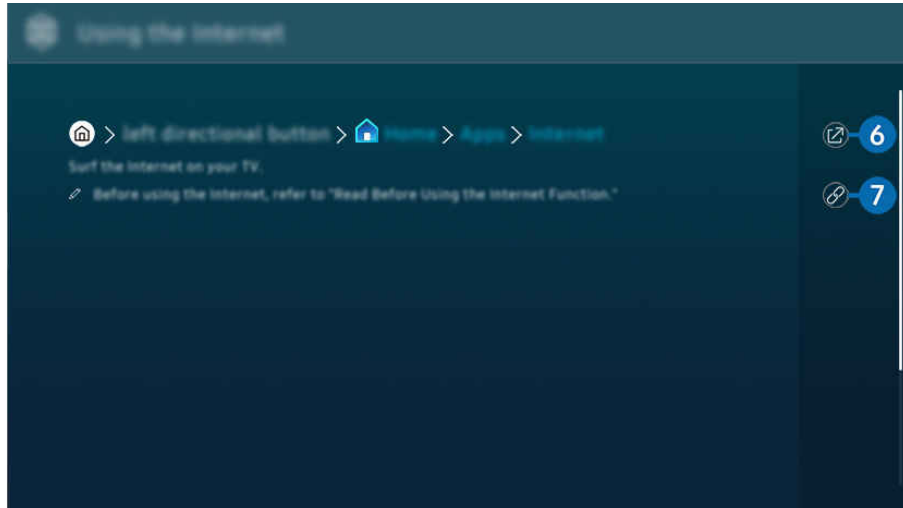 Using the Internet
> left directional button > Home > Apps > Internet
Surf the Internet on your TV.
Before using the Internet, refer to "Read Before Using the Internet Function."
6
7